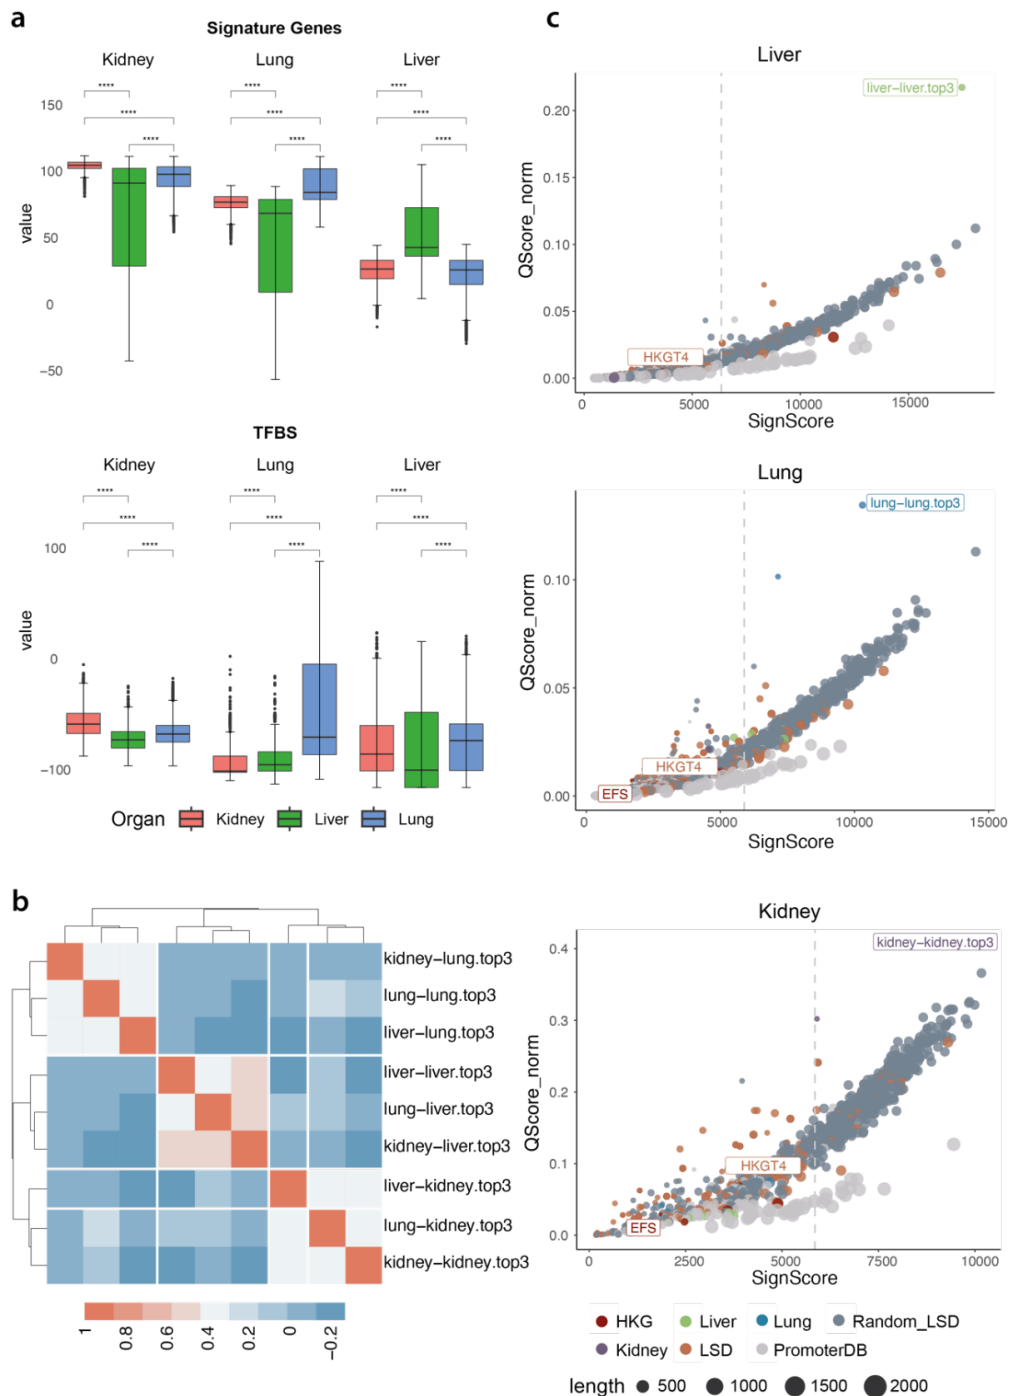 a
Signature Genes
Kidney Lung Liver
**** **** ****
**** **** ****
**** **** ****
150
100
50
0
−50
value
TFBS
Kidney Lung Liver
**** **** ****
**** **** ****
**** **** ****
100
0
−100
value
Organ Kidney Liver Lung
b
kidney−lung.top3
lung−lung.top3
liver−lung.top3
liver−liver.top3
lung−liver.top3
kidney−liver.top3
liver−kidney.top3
lung−kidney.top3
kidney−kidney.top3
1 0.8 0.6 0.4 0.2 0 −0.2
c
Liver
liver−liver.top3
0.20
0.15
0.10
0.05
0.00
QScore_norm
HKGT4
0 5000 10000 15000
SignScore
Lung
lung−lung.top3
0.10
0.05
0.00
QScore_norm
HKGT4
EFS
0 5000 10000 15000
SignScore
Kidney
kidney−kidney.top3
0.4
0.3
0.2
0.1
0.0
QScore_norm
HKGT4
EFS
0 2500 5000 7500 10000
SignScore
HKG Liver Lung Random_LSD
Kidney LSD PromoterDB
length 500 1000 1500 2000